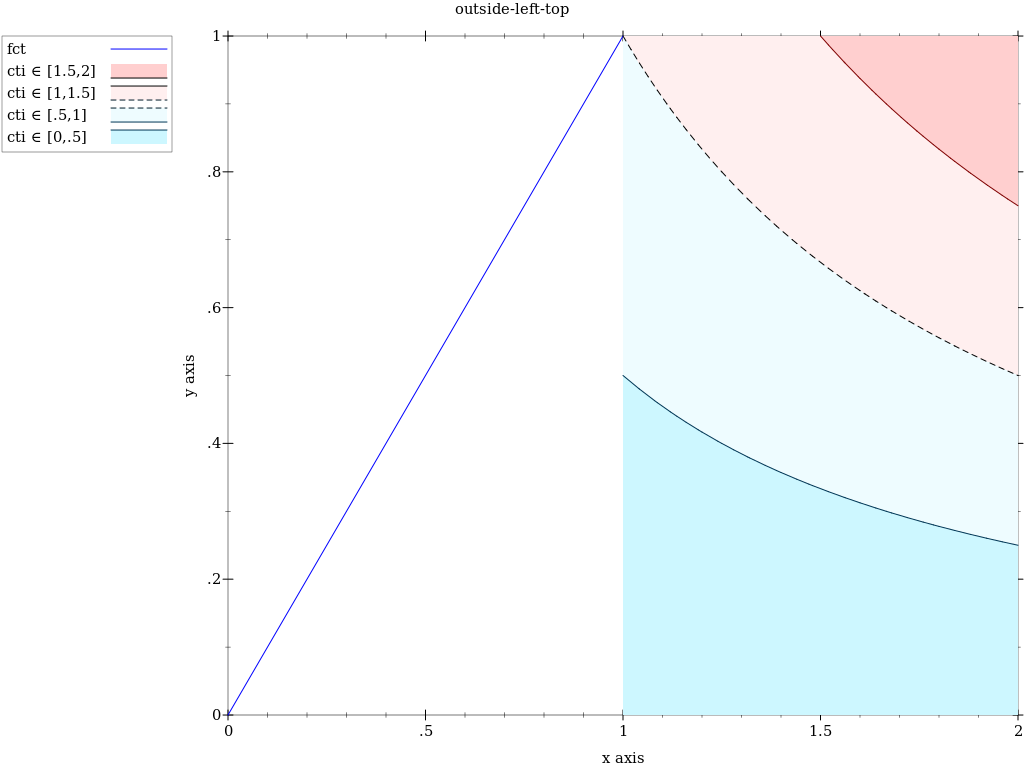 outside-left-top
fct
cti ∈ [1.5,2]
cti ∈ [1,1.5]
cti ∈ [.5,1]
cti ∈ [0,.5]
1
.8
.6
.4
.2
0
y axis
0
.5
1
1.5
2
x axis